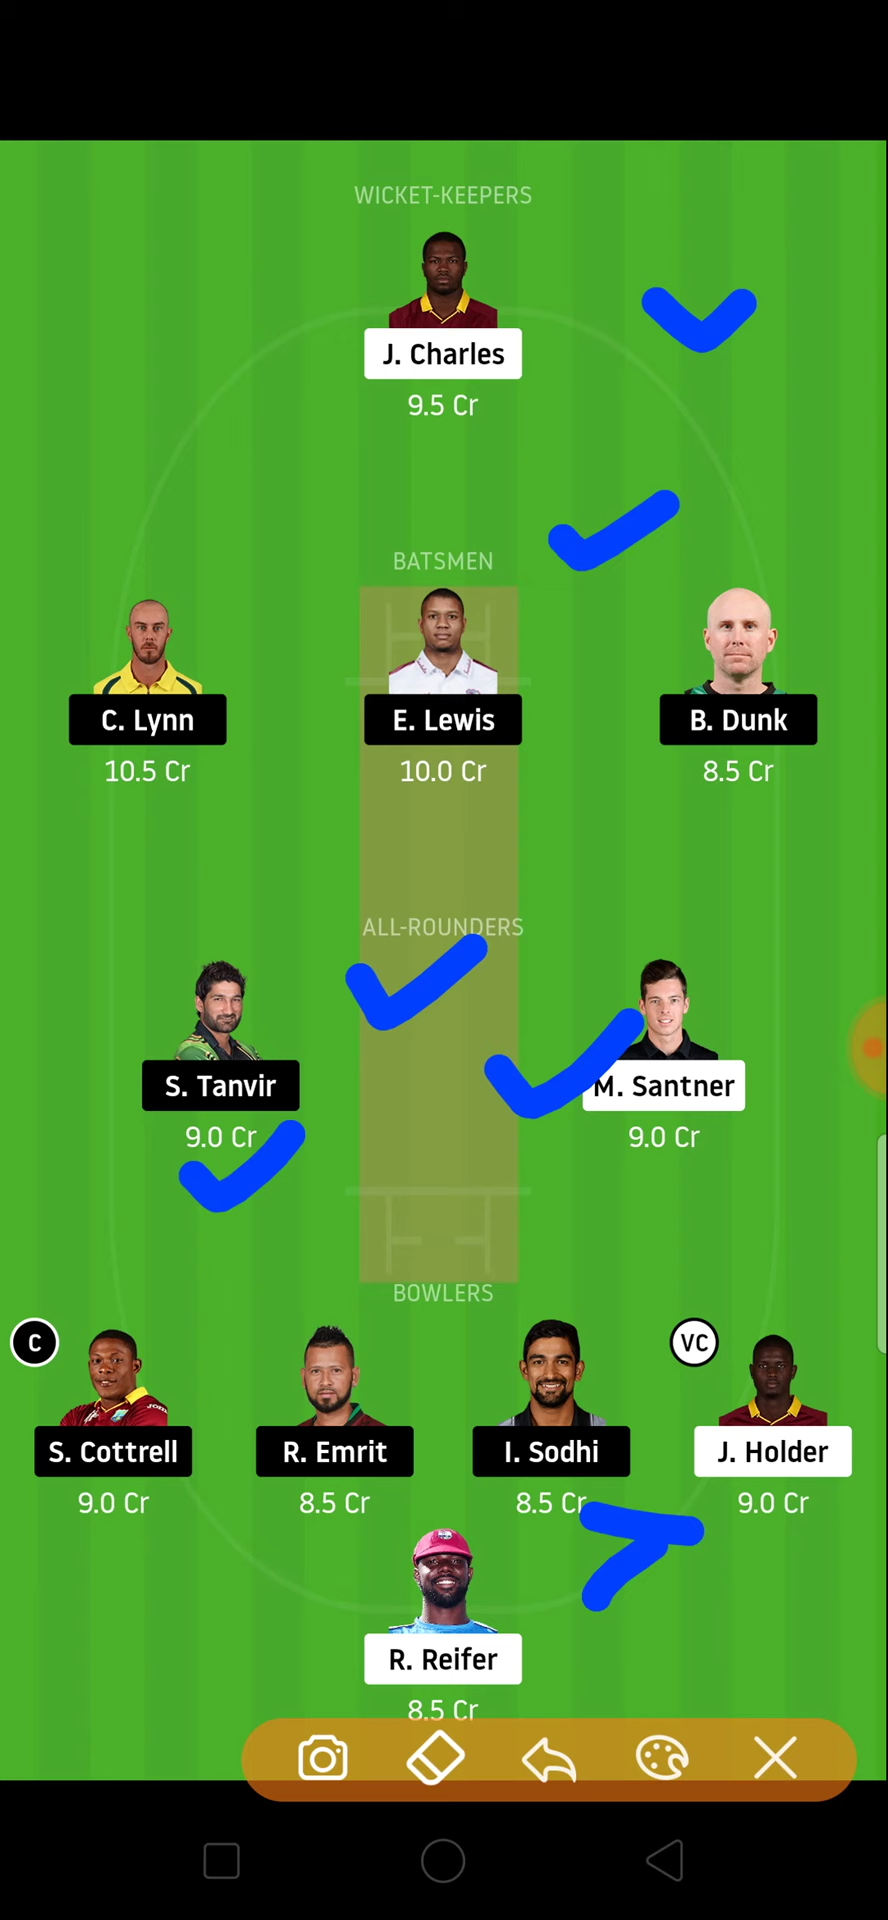 WICKET-KEEPERS
J. Charles
9.5 Cr
BATSMEN
C. Lynn E. Lewis B. Dunk
10.5 Cr 10.0 Cr 8.5 Cr
ALL-ROUNDERS
S. Tanvir M. Santner
9.0 Cr 9.0 Cr
BOWLERS
C VC
S. Cottrell R. Emrit I. Sodhi J. Holder
9.0 Cr 8.5 Cr 8.5 Cr 9.0 Cr
R. Reifer
8.5 Cr